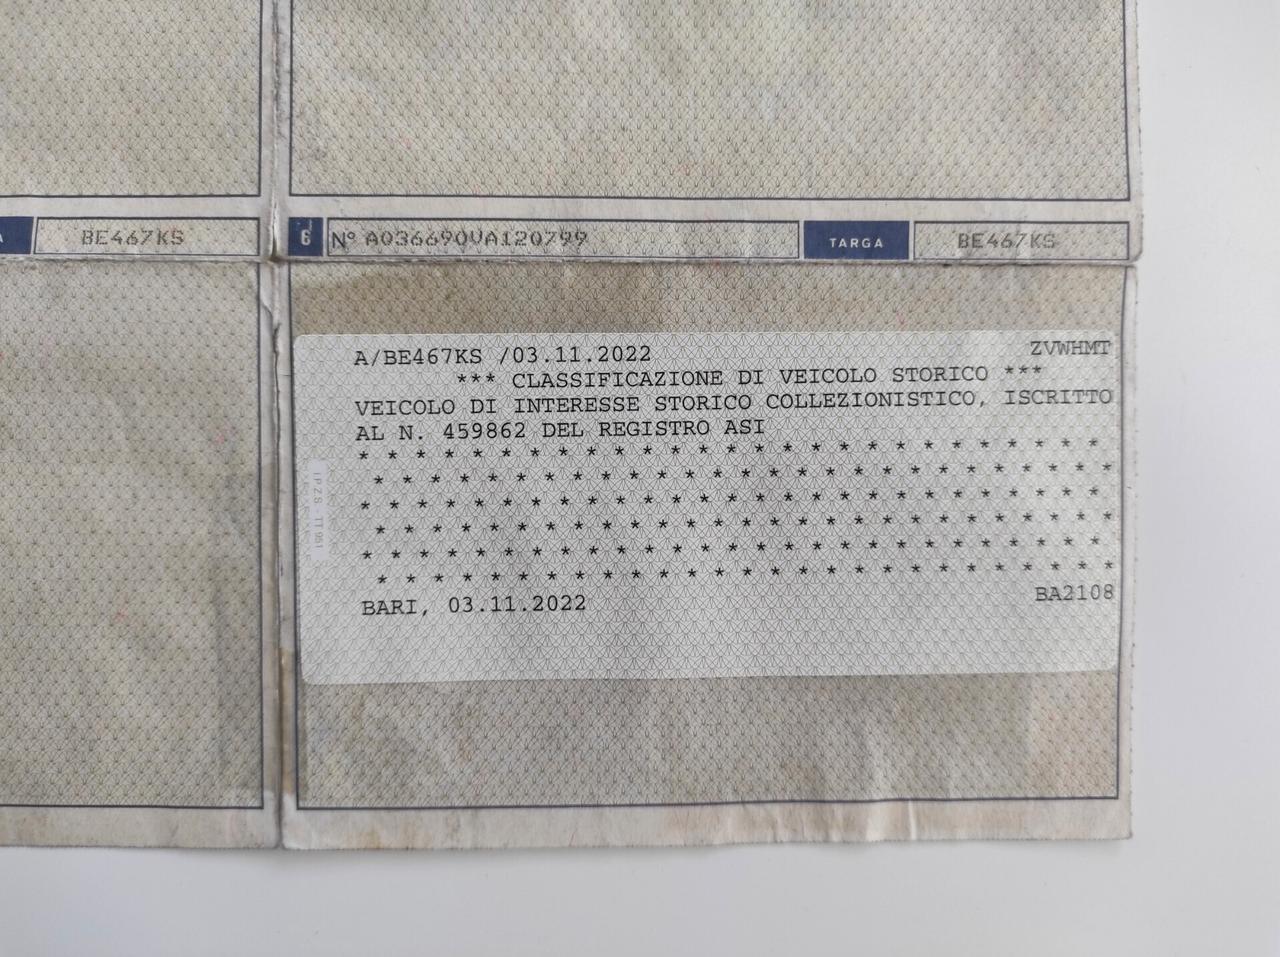 A BE467KS 6 N° A036690VA120799 TARGA BE467KS
A/BE467KS /03.11.2022 ZVWHMT
*** CLASSIFICAZIONE DI VEICOLO STORICO ***
VEICOLO DI INTERESSE STORICO COLLEZIONISTICO, ISCRITTO
AL N. 459862 DEL REGISTRO ASI
* * * * * * * * * * * * * * * * * * * * * * * * * * *
* * * * * * * * * * * * * * * * * * * * * * * * * * *
* * * * * * * * * * * * * * * * * * * * * * * * * * *
* * * * * * * * * * * * * * * * * * * * * * * * * * *
* * * * * * * * * * * * * * * * * * * * * * * * * * *
* * * * * * * * * * * * * * * * * * * * * * * * * * *
BARI, 03.11.2022 BA2108